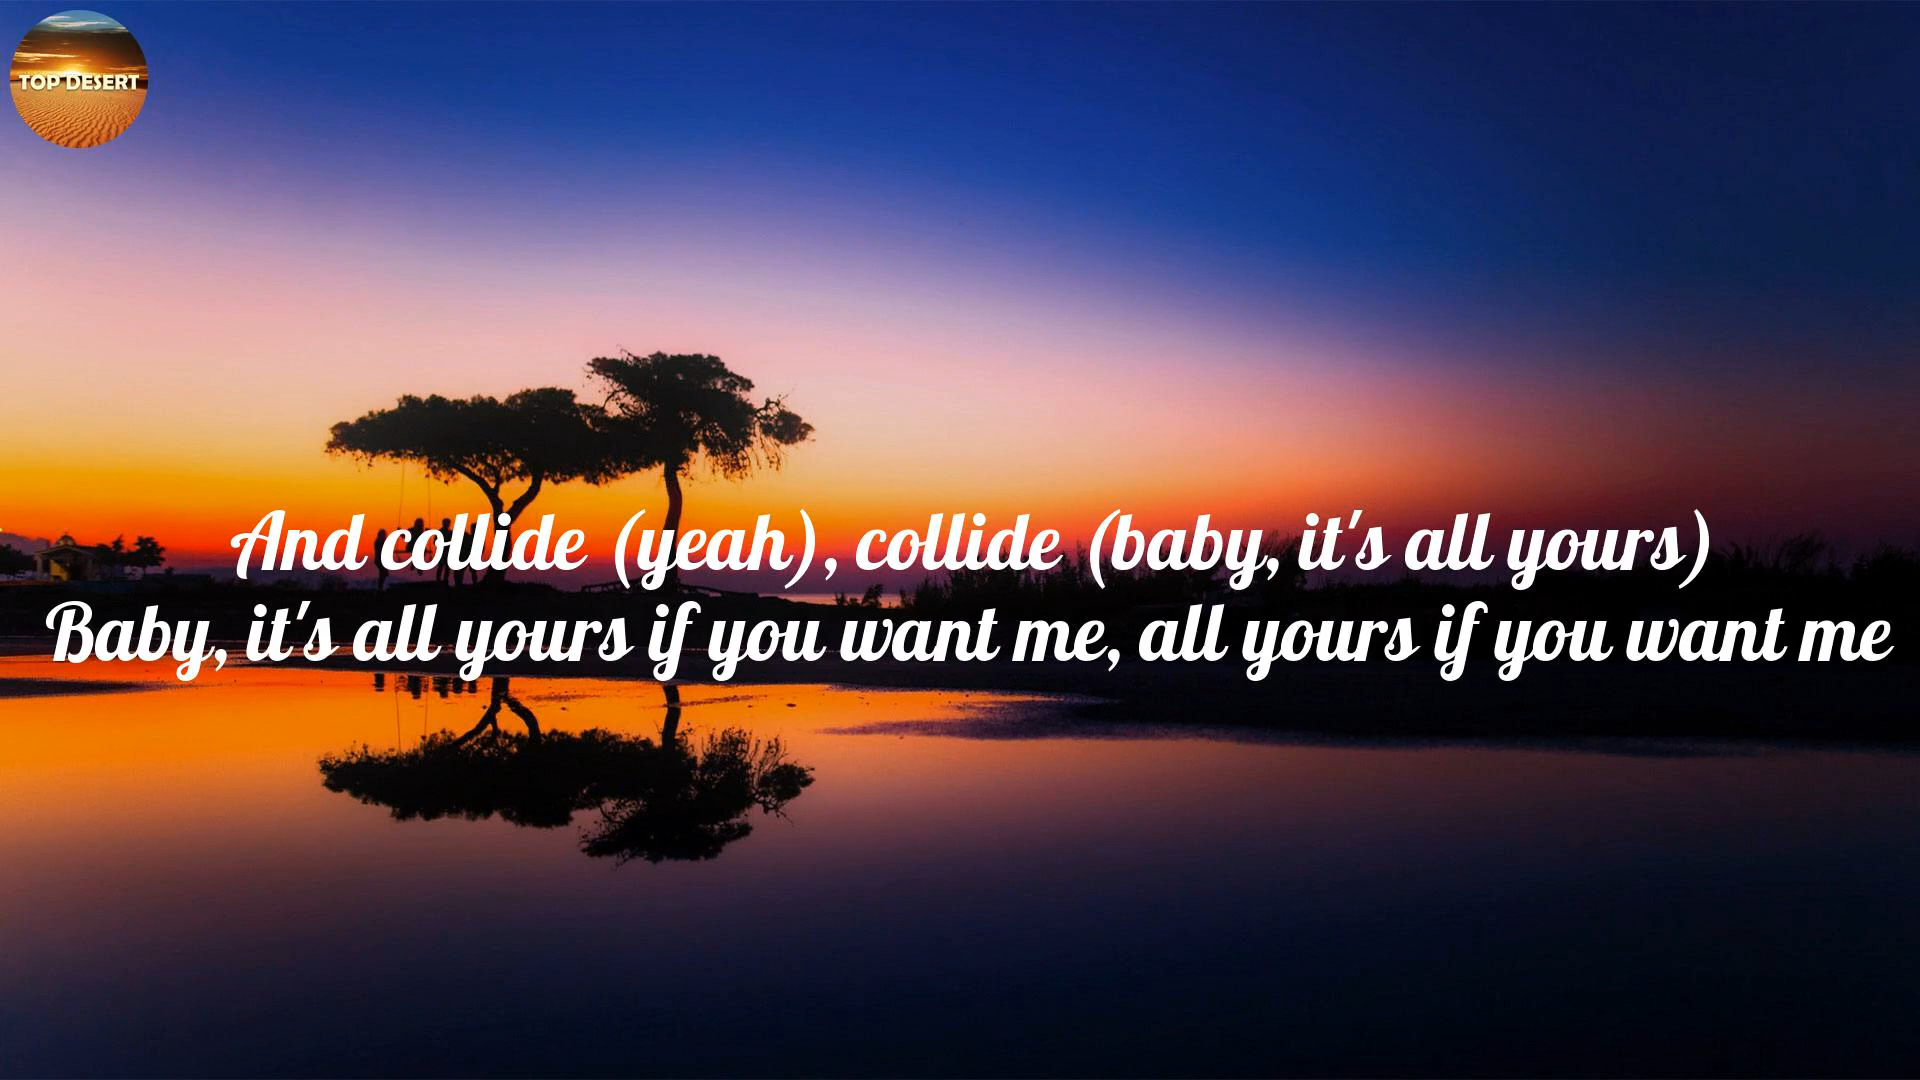 TOP DESERT
And collide (yeah), collide (baby, it's all yours)
Baby, it's all yours if you want me, all yours if you want me